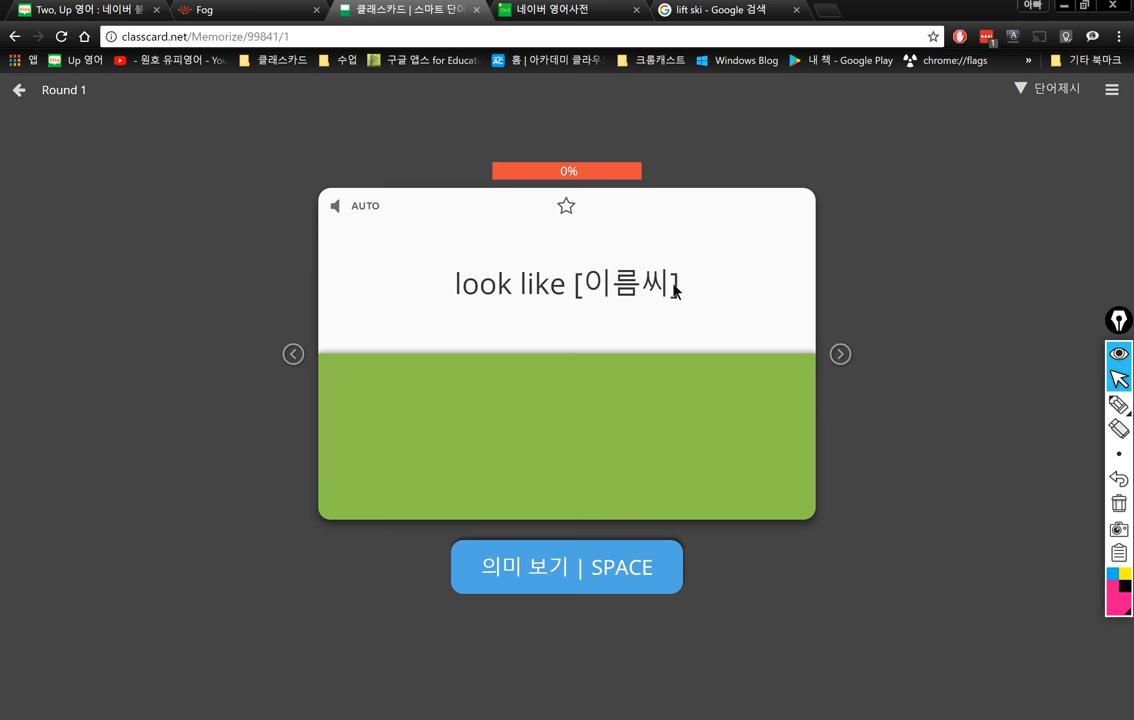 Two, Up 영어 : 네이버 블
Fog
클래스카드 | 스마트 단어
네이버 영어사전
lift ski - Google 검색
아빠
classcard.net/Memorize/99841/1
1
앱
Up 영어
- 원호 유피영어 - You
클래스카드
수업
구글 앱스 for Educati
홈 | 아카데미 클라우
크롬캐스트
Windows Blog
내 책 - Google Play
chrome://flags
»
기타 북마크
Round 1
단어제시
0%
AUTO
look like [이름씨]
의미 보기 | SPACE